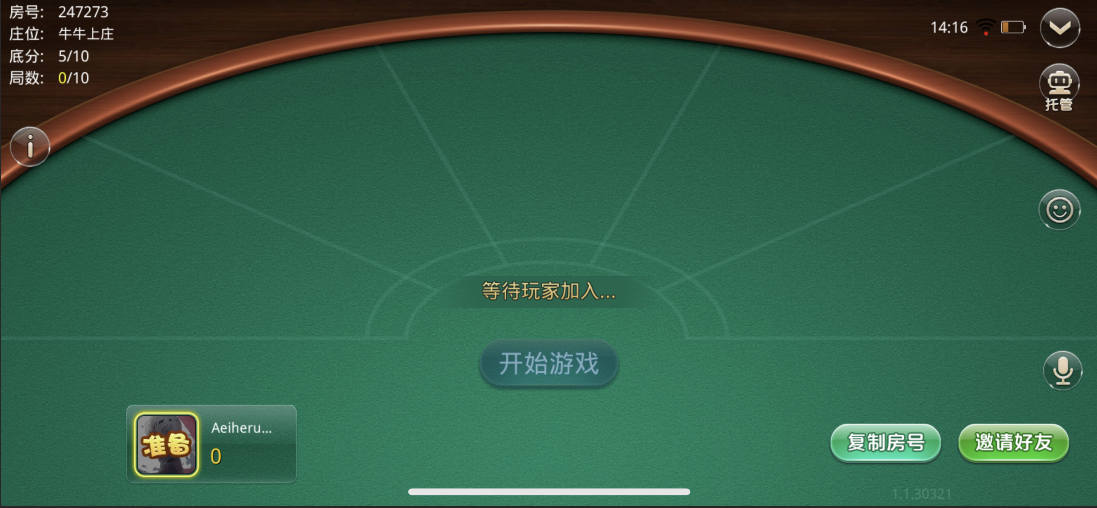 房号: 247273
庄位: 牛牛上庄
底分: 5/10
局数: 0/10
14:16
托管
等待玩家加入...
开始游戏
准备
Aeiheru...
0
复制房号
邀请好友
1.1.30321